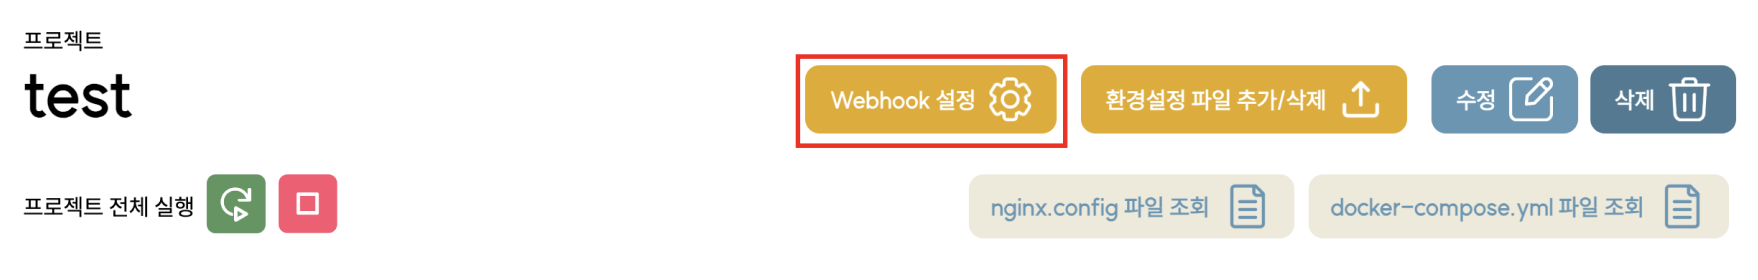 프로젝트
test
Webhook 설정
환경설정 파일 추가/삭제
수정
삭제
프로젝트 전체 실행
nginx.config 파일 조회
docker-compose.yml 파일 조회